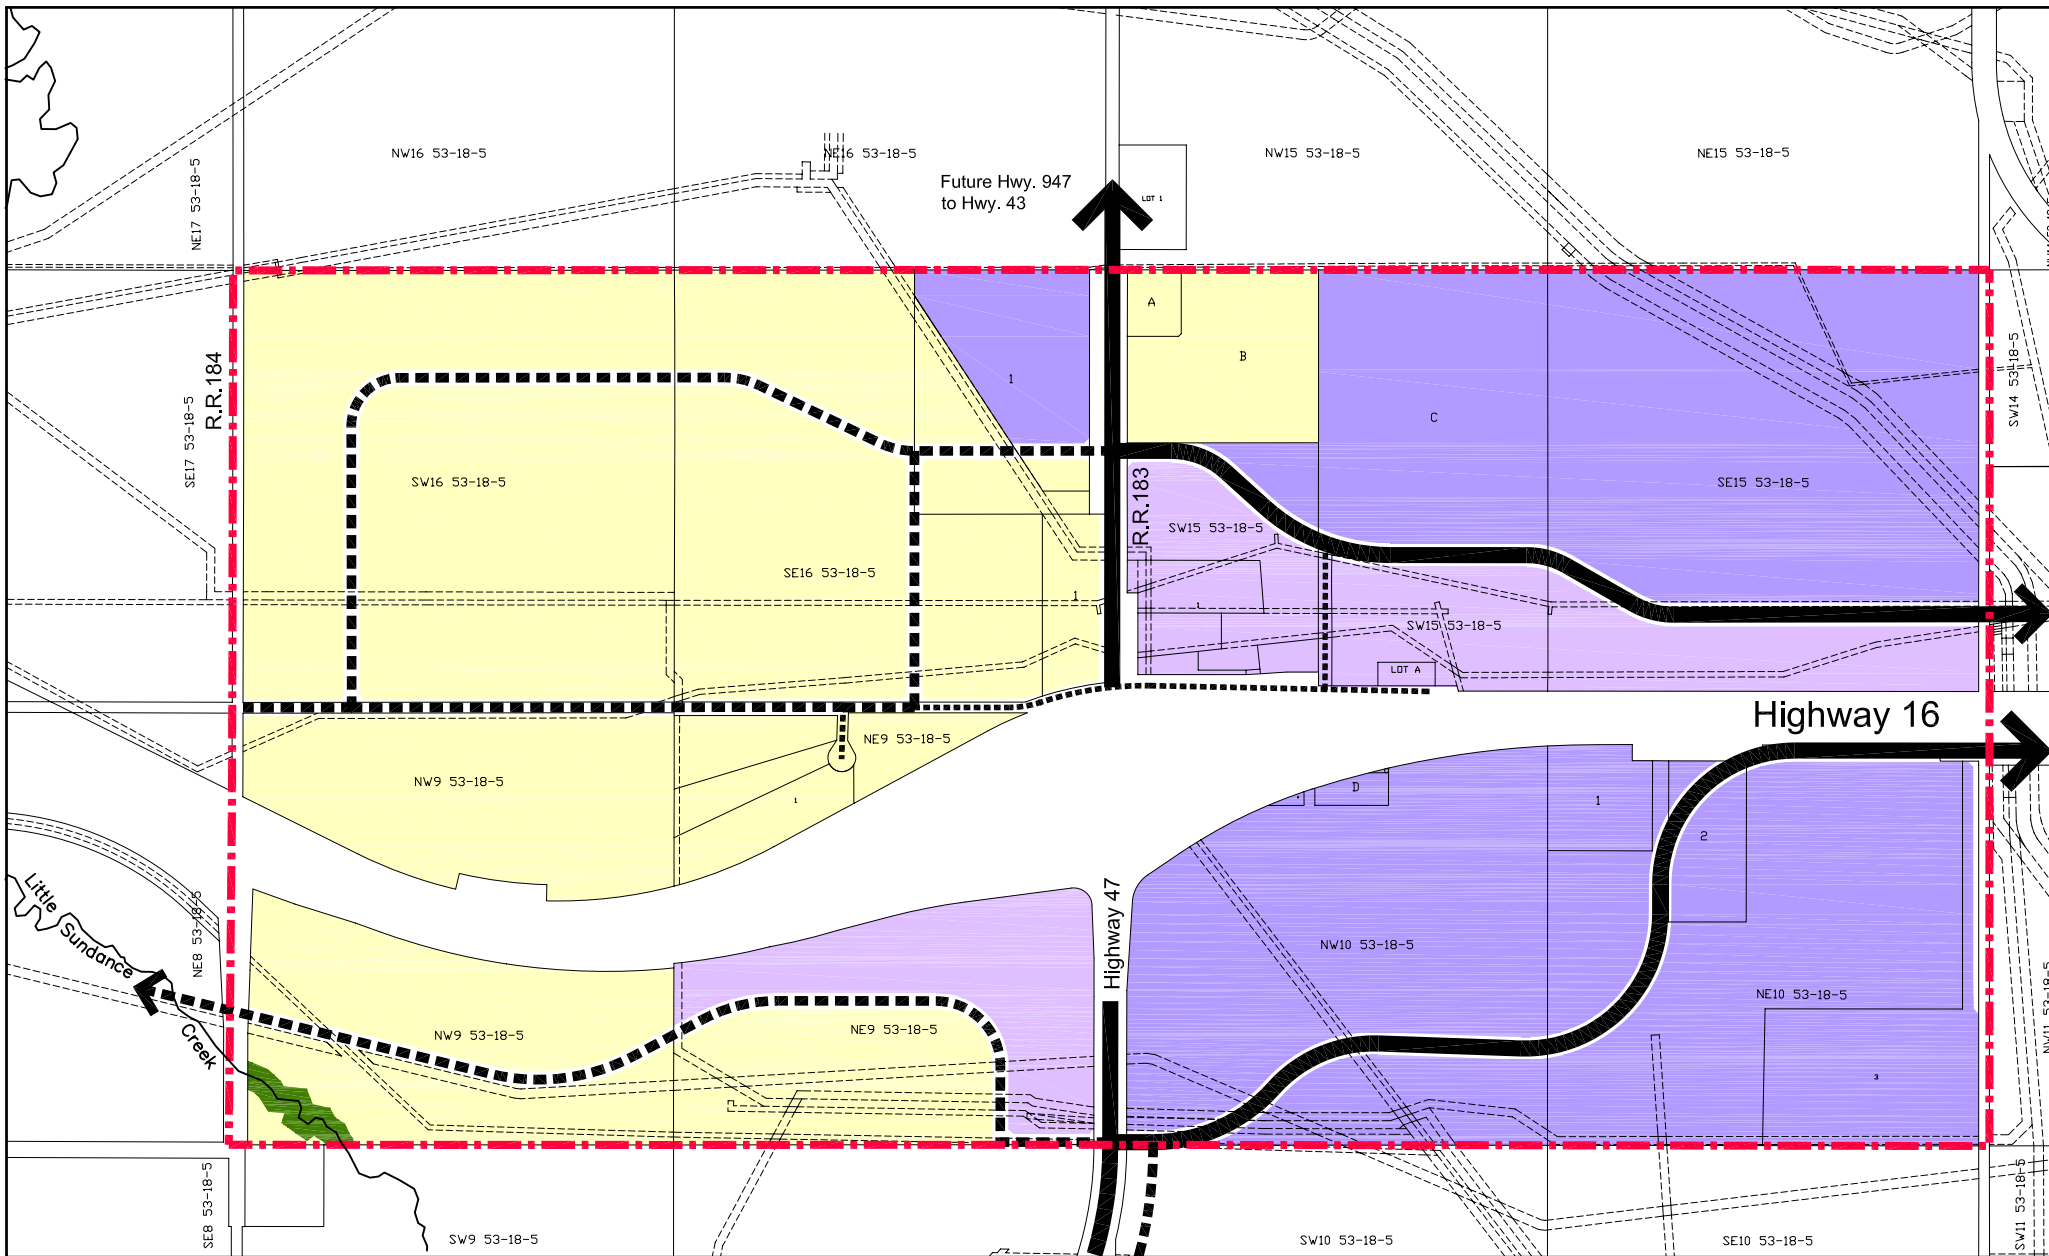 NW16 53-18-5
NE16 53-18-5
NW15 53-18-5
NE15 53-18-5
NE17 53-18-5
Future Hwy. 947
to Hwy. 43
LOT 1
A
B
1
C
R.R.184
SW14 53-18-5
SE17 53-18-5
SW16 53-18-5
R.R.183
SE15 53-18-5
SW15 53-18-5
SE16 53-18-5
1
1
SW15 53-18-5
LOT A
Highway 16
NE9 53-18-5
NW9 53-18-5
1
D
1
2
Little
Sundance
Creek
NE8 53-18-5
Highway 47
NW10 53-18-5
NE10 53-18-5
NW11 53-18-5
NW9 53-18-5
NE9 53-18-5
3
SE8 53-18-5
SW9 53-18-5
SW10 53-18-5
SE10 53-18-5
SW11 53-18-5